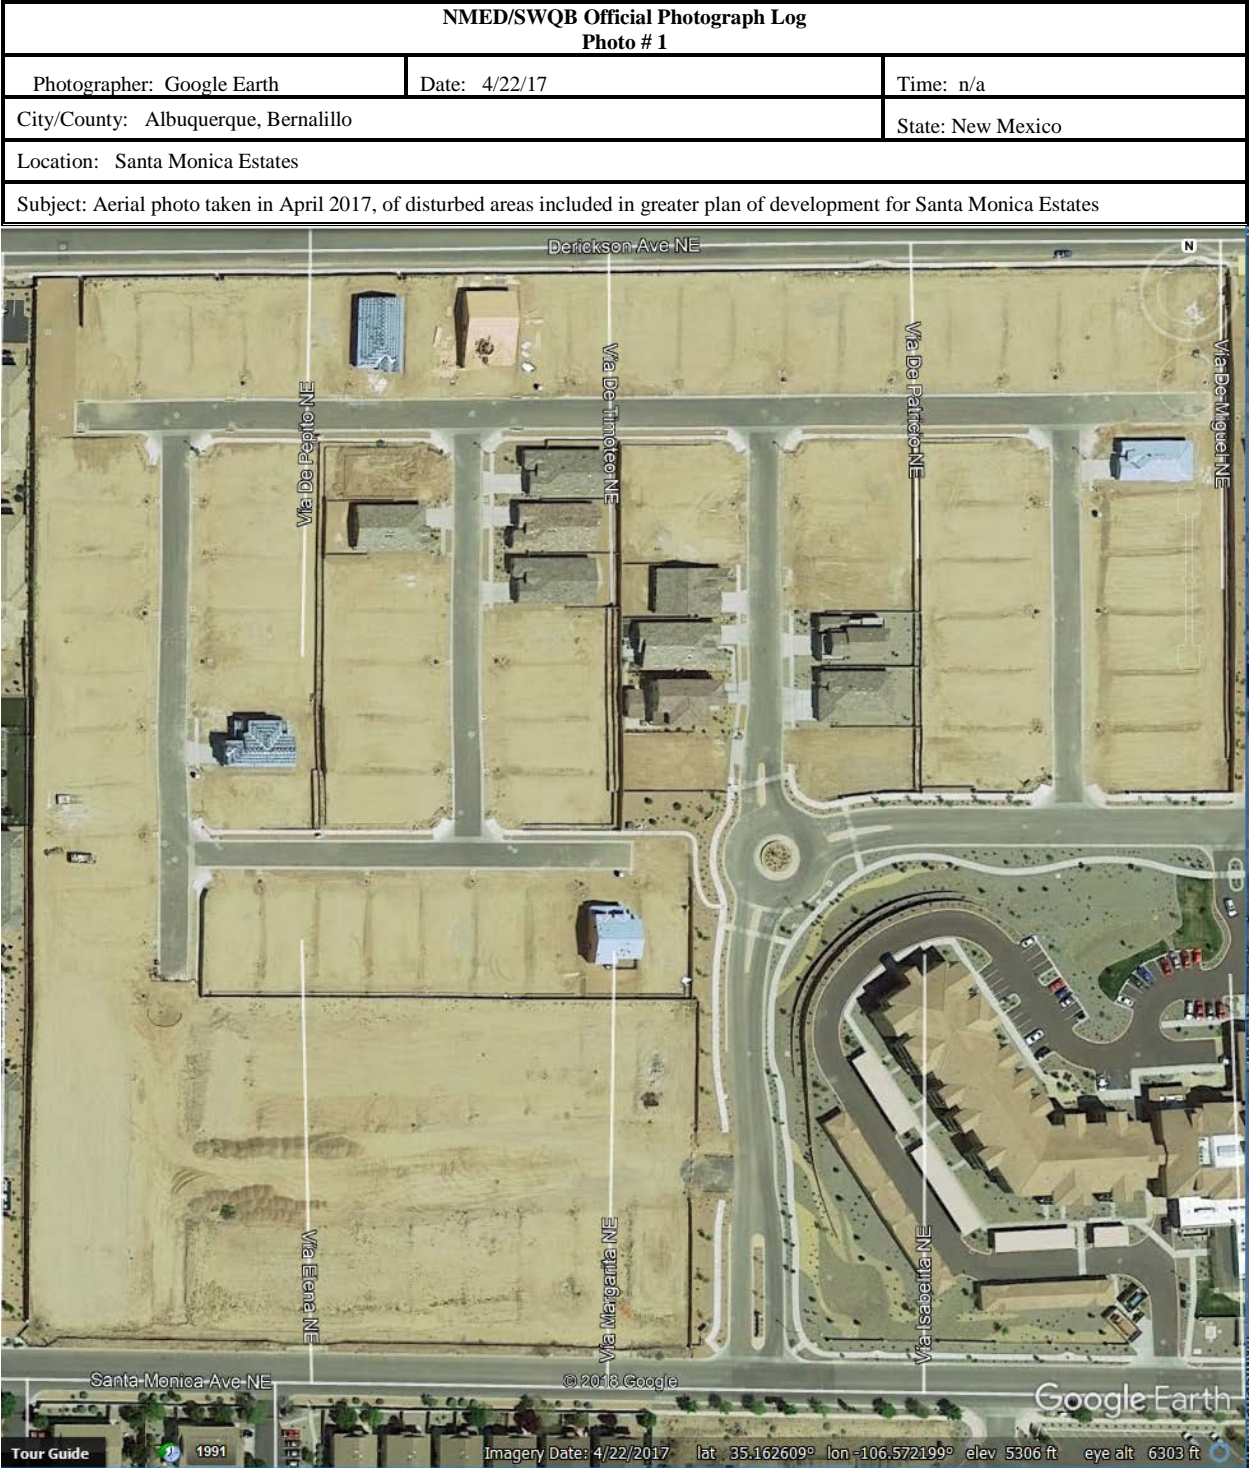 NMED/SWQB Official Photograph Log
Photo # 1
Photographer: Google Earth
Date: 4/22/17
Time: n/a
City/County: Albuquerque, Bernalillo
State: New Mexico
Location: Santa Monica Estates
Subject: Aerial photo taken in April 2017, of disturbed areas included in greater plan of development for Santa Monica Estates
Derickson Ave NE
N
Via De Pepito NE
Via De Timoteo NE
Via De Patricio NE
Via De Miguel NE
Via Elena NE
Via Margarita NE
Via Isabelita NE
Santa Monica Ave NE
© 2018 Google
Google Earth
Tour Guide
1991
Imagery Date: 4/22/2017 lat 35.162609° lon -106.572199° elev 5306 ft eye alt 6303 ft